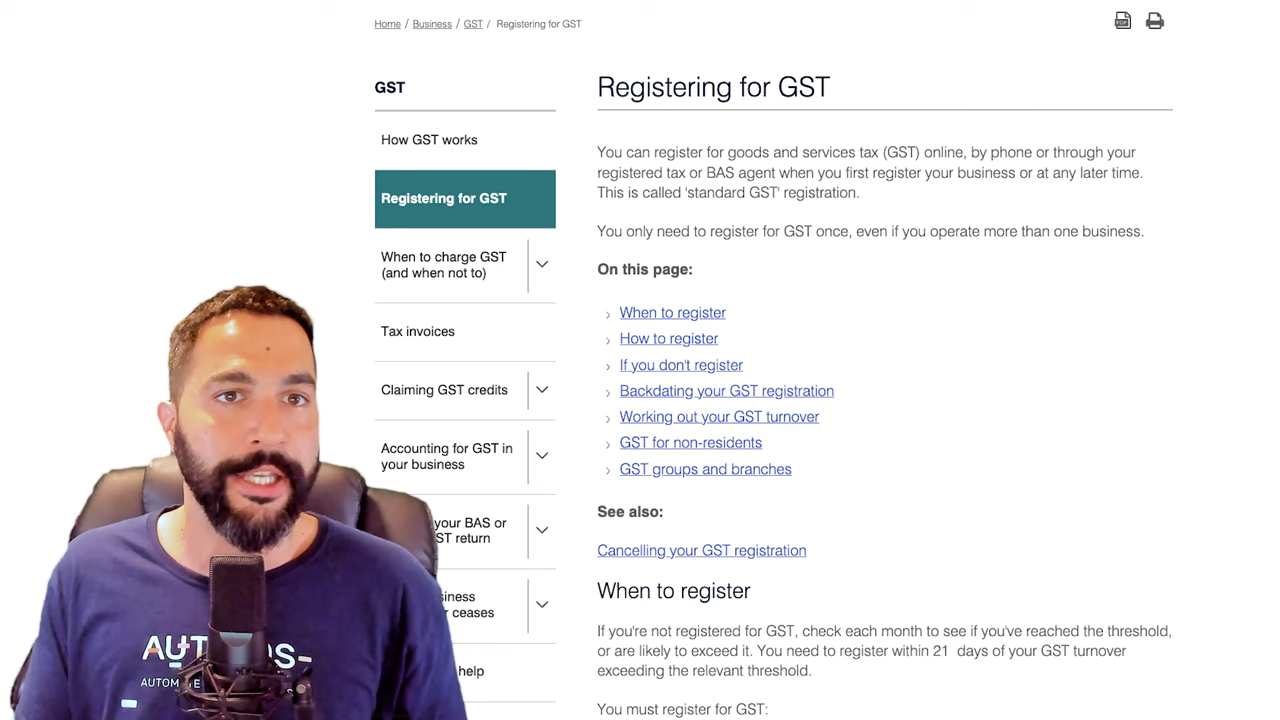 Home / Business / GST / Registering for GST
PDF
GST
How GST works
Registering for GST
When to charge GST
(and when not to)
Tax invoices
Claiming GST credits
Accounting for GST in
your business
your BAS or
ceases
help
Registering for GST
You can register for goods and services tax (GST) online, by phone or through your
registered tax or BAS agent when you first register your business or at any later time.
This is called 'standard GST' registration.
You only need to register for GST once, even if you operate more than one business.
On this page:
When to register
How to register
If you don't register
Backdating your GST registration
Working out your GST turnover
GST for non-residents
GST groups and branches
See also:
Cancelling your GST registration
When to register
If you're not registered for GST, check each month to see if you've reached the threshold,
or are likely to exceed it. You need to register within 21 days of your GST turnover
exceeding the relevant threshold.
You must register for GST: